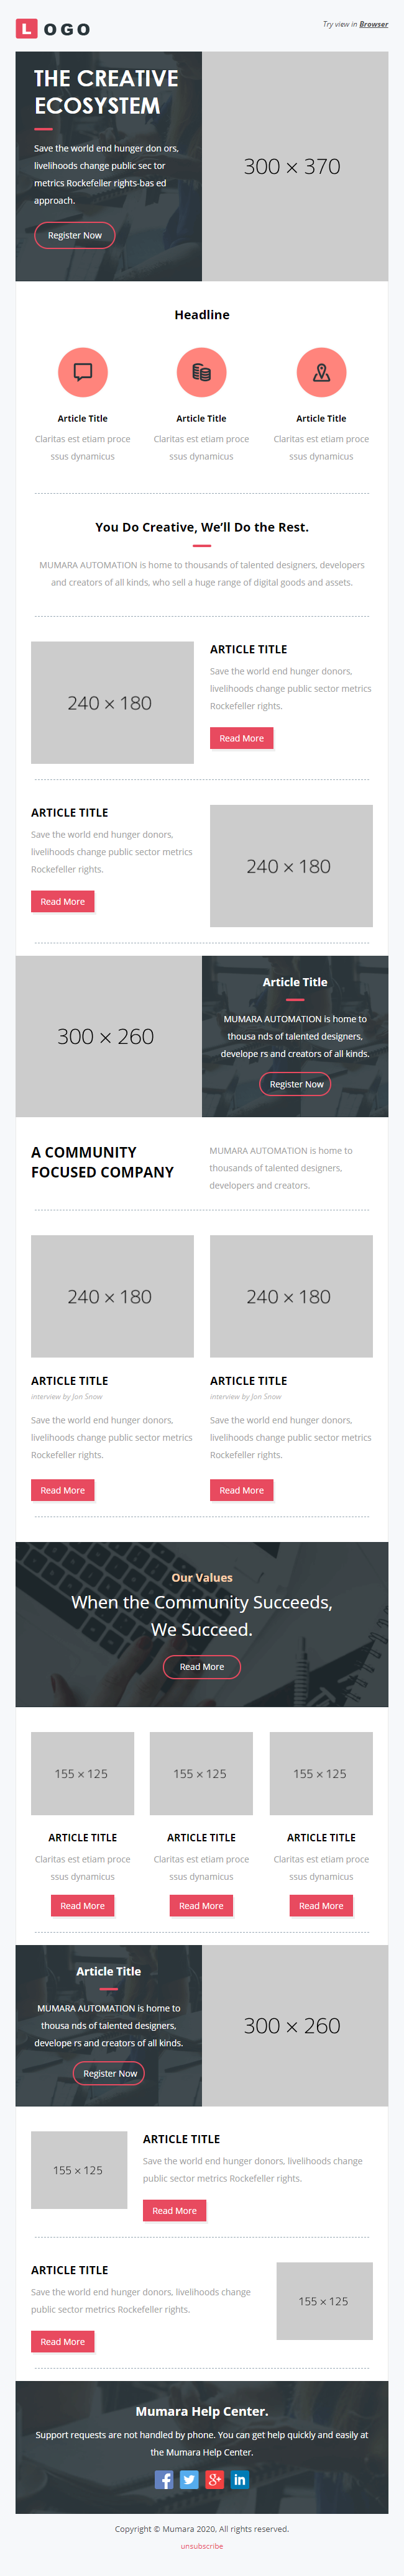 LOGO
Try view in Browser
THE CREATIVE
ECOSYSTEM
Save the world end hunger don ors,
livelihoods change public sec tor
metrics Rockefeller rights-bas ed
approach.
Register Now
300 × 370
Headline
Article Title
Claritas est etiam proce
ssus dynamicus
Article Title
Claritas est etiam proce
ssus dynamicus
Article Title
Claritas est etiam proce
ssus dynamicus
You Do Creative, We’ll Do the Rest.
MUMARA AUTOMATION is home to thousands of talented designers, developers
and creators of all kinds, who sell a huge range of digital goods and assets.
240 × 180
ARTICLE TITLE
Save the world end hunger donors,
livelihoods change public sector metrics
Rockefeller rights.
Read More
ARTICLE TITLE
Save the world end hunger donors,
livelihoods change public sector metrics
Rockefeller rights.
Read More
240 × 180
300 × 260
Article Title
MUMARA AUTOMATION is home to
thousa nds of talented designers,
develope rs and creators of all kinds.
Register Now
A COMMUNITY
FOCUSED COMPANY
MUMARA AUTOMATION is home to
thousands of talented designers,
developers and creators.
240 × 180
ARTICLE TITLE
interview by Jon Snow
Save the world end hunger donors,
livelihoods change public sector metrics
Rockefeller rights.
Read More
240 × 180
ARTICLE TITLE
interview by Jon Snow
Save the world end hunger donors,
livelihoods change public sector metrics
Rockefeller rights.
Read More
Our Values
When the Community Succeeds,
We Succeed.
Read More
155 × 125
ARTICLE TITLE
Claritas est etiam proce
ssus dynamicus
Read More
155 × 125
ARTICLE TITLE
Claritas est etiam proce
ssus dynamicus
Read More
155 × 125
ARTICLE TITLE
Claritas est etiam proce
ssus dynamicus
Read More
Article Title
MUMARA AUTOMATION is home to
thousa nds of talented designers,
develope rs and creators of all kinds.
Register Now
300 × 260
155 × 125
ARTICLE TITLE
Save the world end hunger donors, livelihoods change
public sector metrics Rockefeller rights.
Read More
ARTICLE TITLE
Save the world end hunger donors, livelihoods change
public sector metrics Rockefeller rights.
Read More
155 × 125
Mumara Help Center.
Support requests are not handled by phone. You can get help quickly and easily at
the Mumara Help Center.
Copyright © Mumara 2020, All rights reserved.
unsubscribe